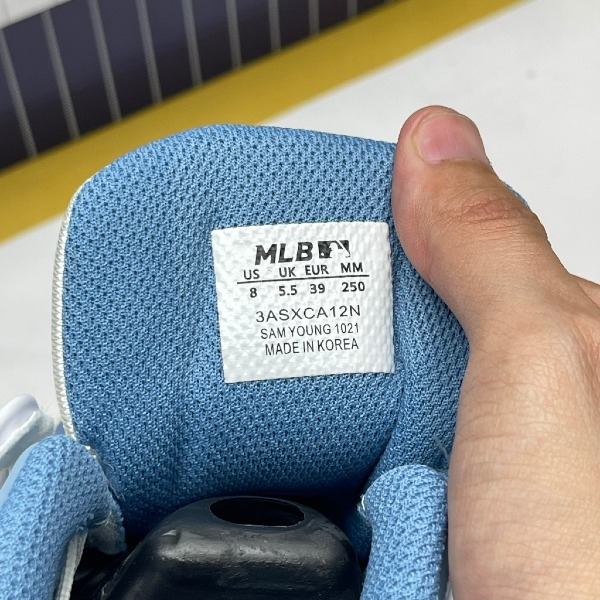 MLB
US UK EUR MM
8 5.5 39 250
3ASXCA12N
SAM YOUNG 1021
MADE IN KOREA